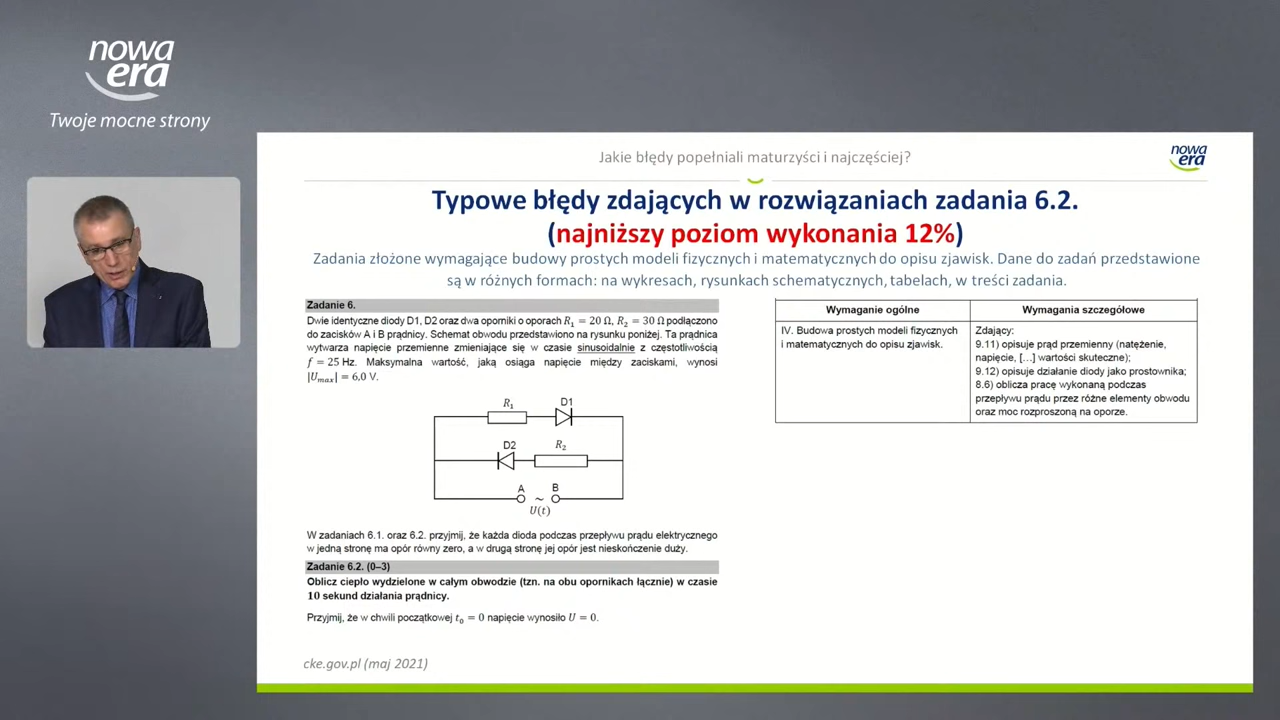 nowa
era
Twoje mocne strony
Jakie błędy popełniali maturzyści i najczęściej?
nowa
era
Typowe błędy zdających w rozwiązaniach zadania 6.2.
(najniższy poziom wykonania 12%)
Zadania złożone wymagające budowy prostych modeli fizycznych i matematycznych do opisu zjawisk. Dane do zadań przedstawione
są w różnych formach: na wykresach, rysunkach schematycznych, tabelach, w treści zadania.
Zadanie 6.
Dwie identyczne diody D1, D2 oraz dwa oporniki o oporach R₁ = 20 Ω, R₂ = 30 Ω podłączono
do zacisków A i B prądnicy. Schemat obwodu przedstawiono na rysunku poniżej. Ta prądnica
wytwarza napięcie przemienne zmieniające się w czasie sinusoidalnie z częstotliwością
f = 25 Hz. Maksymalna wartość, jaką osiąga napięcie między zaciskami, wynosi
|Uₘₐₓ| = 6,0 V.
R₁ D1
D2 R₂
A B
~
U(t)
W zadaniach 6.1. oraz 6.2. przyjmij, że każda dioda podczas przepływu prądu elektrycznego
w jedną stronę ma opór równy zero, a w drugą stronę jej opór jest nieskończenie duży.
Zadanie 6.2. (0–3)
Oblicz ciepło wydzielone w całym obwodzie (tzn. na obu opornikach łącznie) w czasie
10 sekund działania prądnicy.
Przyjmij, że w chwili początkowej t₀ = 0 napięcie wynosiło U = 0.
Wymaganie ogólne
IV. Budowa prostych modeli fizycznych
i matematycznych do opisu zjawisk.
Wymagania szczegółowe
Zdający:
9.11) opisuje prąd przemienny (natężenie,
napięcie, [...] wartości skuteczne);
9.12) opisuje działanie diody jako prostownika;
8.6) oblicza pracę wykonaną podczas
przepływu prądu przez różne elementy obwodu
oraz moc rozproszoną na oporze.
cke.gov.pl (maj 2021)